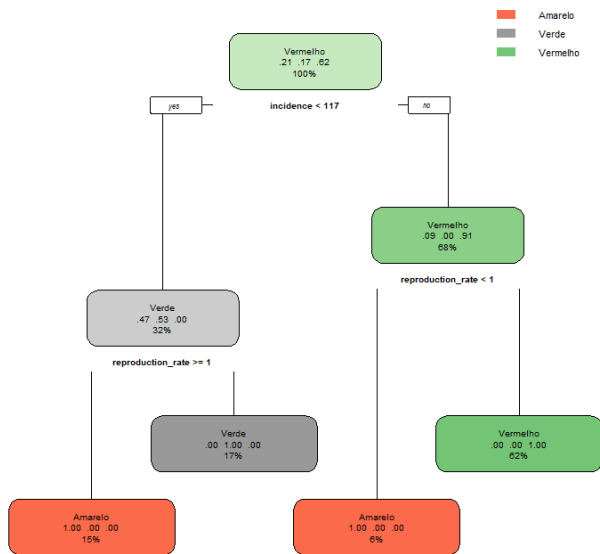 Amarelo
Verde
Vermelho
Vermelho
.21 .17 .62
100%
yes
incidence < 117
no
Vermelho
.09 .00 .91
68%
reproduction_rate < 1
Verde
.47 .53 .00
32%
reproduction_rate >= 1
Verde
.00 1.00 .00
17%
Vermelho
.00 .00 1.00
62%
Amarelo
1.00 .00 .00
15%
Amarelo
1.00 .00 .00
6%